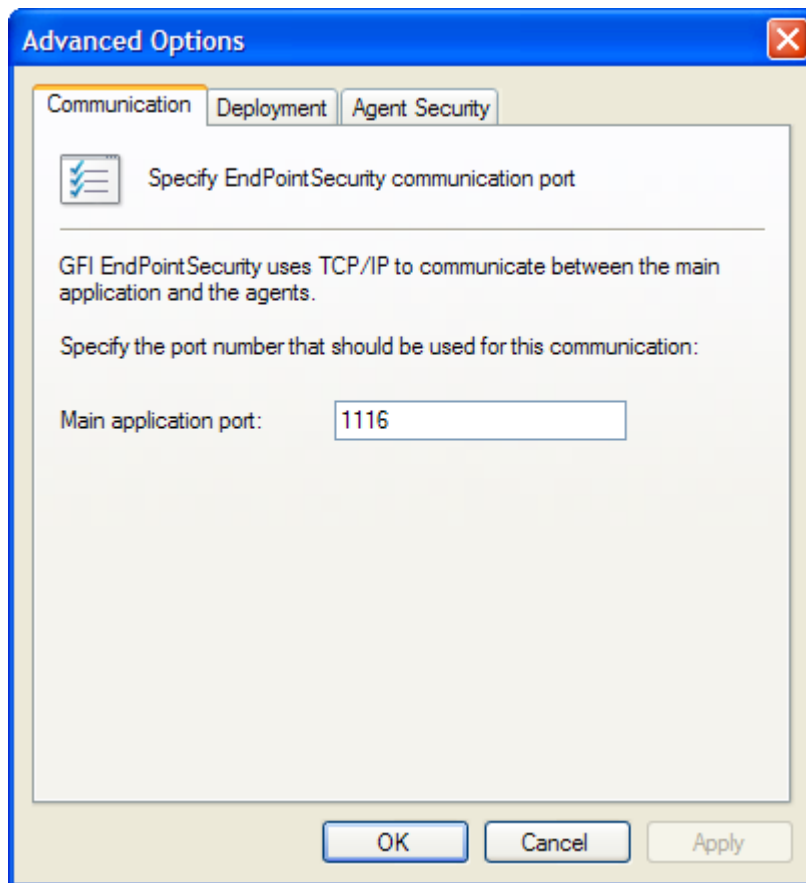 Advanced Options
Communication Deployment Agent Security
Specify EndPointSecurity communication port
GFI EndPointSecurity uses TCP/IP to communicate between the main
application and the agents.
Specify the port number that should be used for this communication:
Main application port: 1116
OK Cancel Apply